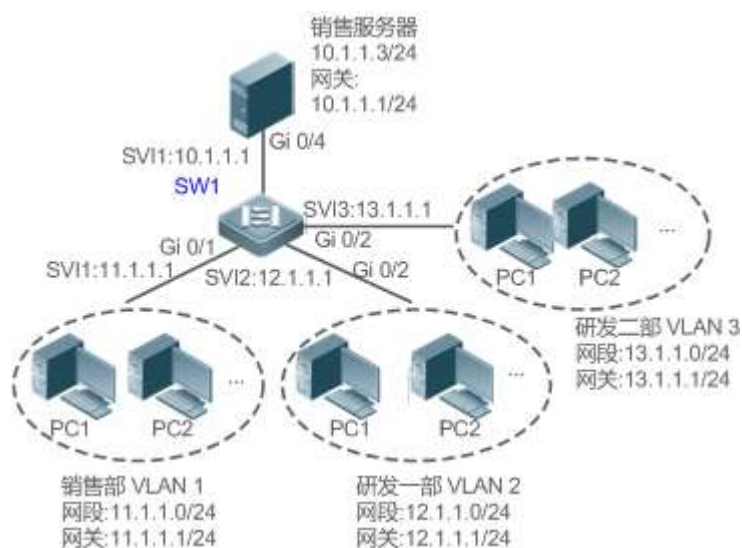 销售服务器
10.1.1.3/24
网关:
10.1.1.1/24
Gi 0/4
SVI1:10.1.1.1
SW1
SVI3:13.1.1.1
Gi 0/1
Gi 0/2
SVI1:11.1.1.1
SVI2:12.1.1.1
Gi 0/2
PC1
PC2
...
研发二部 VLAN 3
网段:13.1.1.0/24
网关:13.1.1.1/24
PC1
PC2
...
PC1
PC2
...
销售部 VLAN 1
网段:11.1.1.0/24
网关:11.1.1.1/24
研发一部 VLAN 2
网段:12.1.1.0/24
网关:12.1.1.1/24